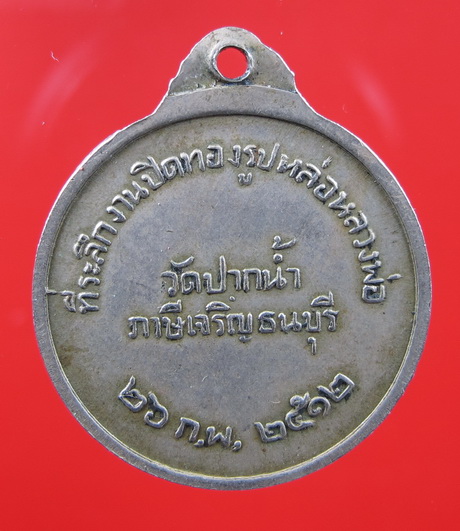 ที่ระลึกงานปิดทองรูปหล่อหลวงพ่อ
วัดปากน้ำ
ภาษีเจริญธนบุรี
๒๖ ก.พ. ๒๕๑๒